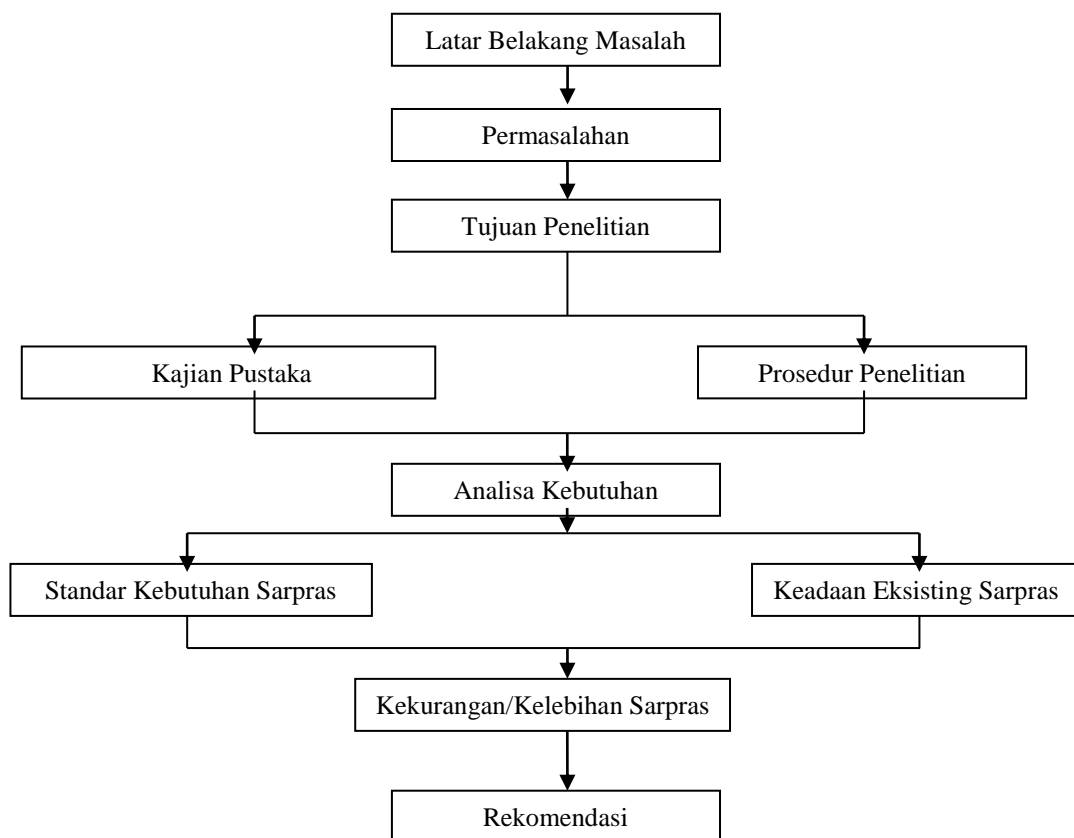 Latar Belakang Masalah
Permasalahan
Tujuan Penelitian
Kajian Pustaka
Prosedur Penelitian
Analisa Kebutuhan
Standar Kebutuhan Sarpras
Keadaan Eksisting Sarpras
Kekurangan/Kelebihan Sarpras
Rekomendasi